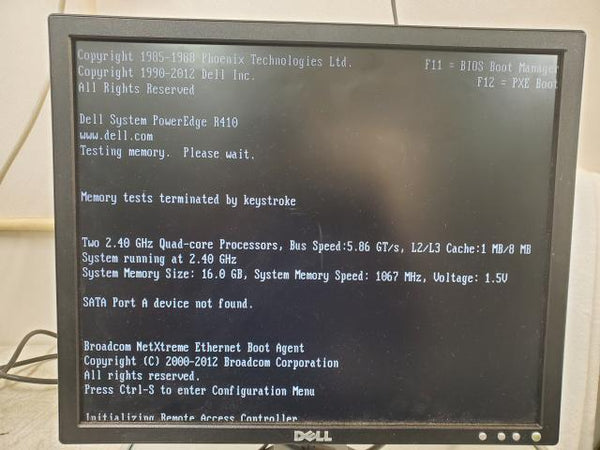 Copyright 1985-1988 Phoenix Technologies Ltd.
Copyright 1990-2012 Dell Inc.
All Rights Reserved
F11 = BIOS Boot Manager
F12 = PXE Boot
Dell System PowerEdge R410
www.dell.com
Testing memory. Please wait.
Memory tests terminated by keystroke
Two 2.40 GHz Quad-core Processors, Bus Speed:5.86 GT/s, L2/L3 Cache:1 MB/8 MB
System running at 2.40 GHz
System Memory Size: 16.0 GB, System Memory Speed: 1067 MHz, Voltage: 1.5V
SATA Port A device not found.
Broadcom NetXtreme Ethernet Boot Agent
Copyright (C) 2000-2012 Broadcom Corporation
All rights reserved.
Press Ctrl-S to enter Configuration Menu
Initializing Remote Access Controller
DELL